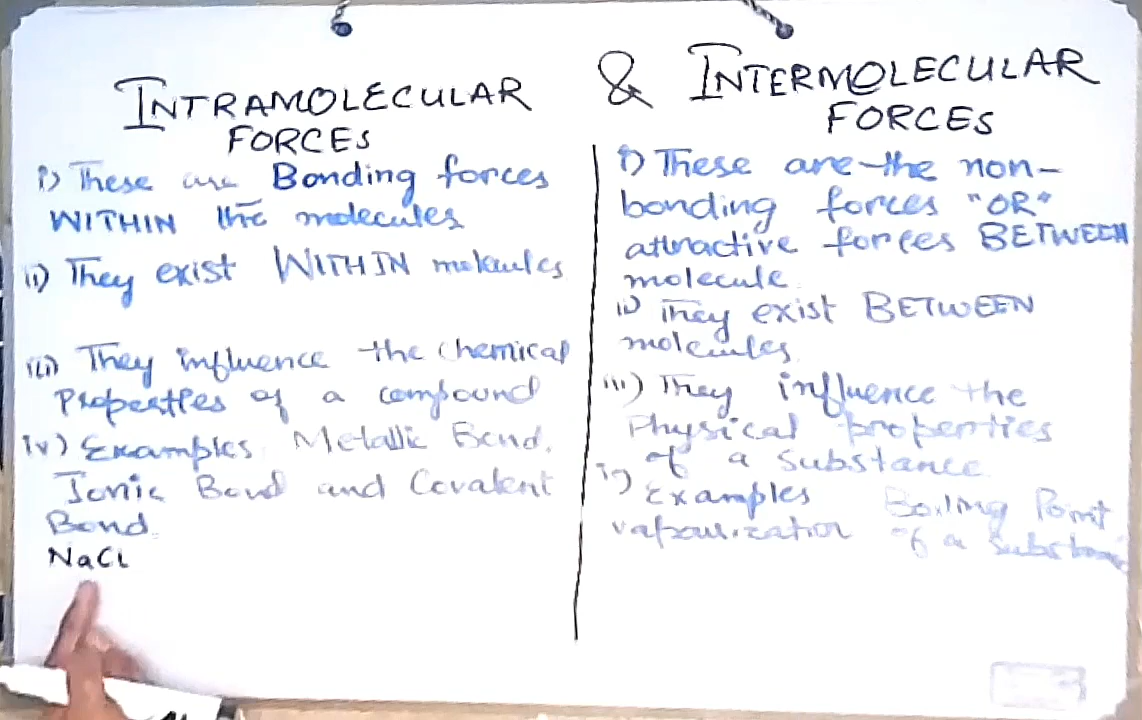 INTRAMOLECULAR & INTERMOLECULAR
FORCES
FORCES
i) These are Bonding forces
WITHIN the molecules
ii) They exist WITHIN molecules
iii) They influence the chemical
Properties of a compound
iv) Examples Metallic Bond.
Ionic Bond and Covalent
Bond.
NaCl
i) These are the non-
bonding forces "OR"
attractive forces BETWEEN
molecule
ii) They exist BETWEEN
molecules
iii) They influence the
Physical properties
of a substance.
iv) Examples Boiling Point
vapourization of a Substance